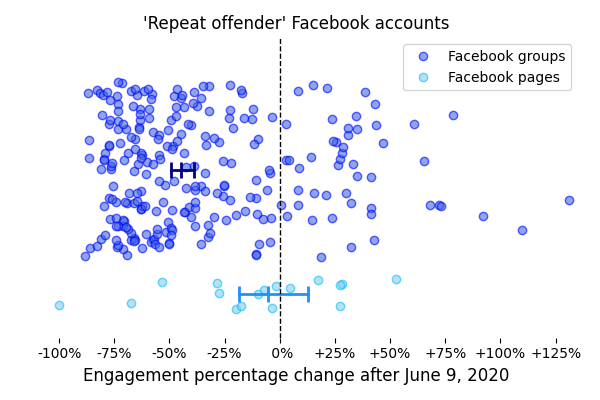 'Repeat offender' Facebook accounts
Facebook groups
Facebook pages
-100% -75% -50% -25% 0% +25% +50% +75% +100% +125%
Engagement percentage change after June 9, 2020